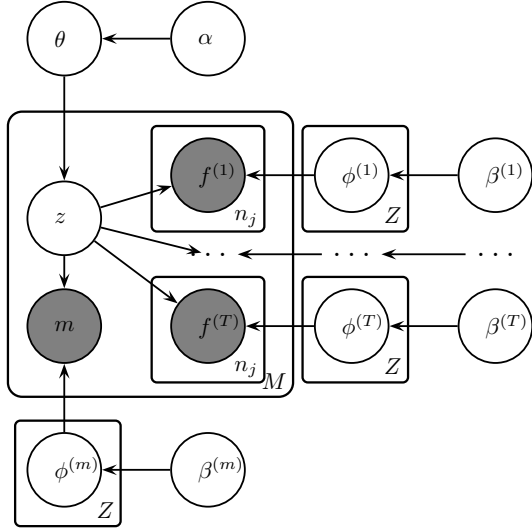 θ α
f^{(1)} φ^{(1)} β^{(1)}
z n_j Z
· · · · · · · · ·
m f^{(T)} φ^{(T)} β^{(T)}
n_j Z
M
φ^{(m)} β^{(m)}
Z